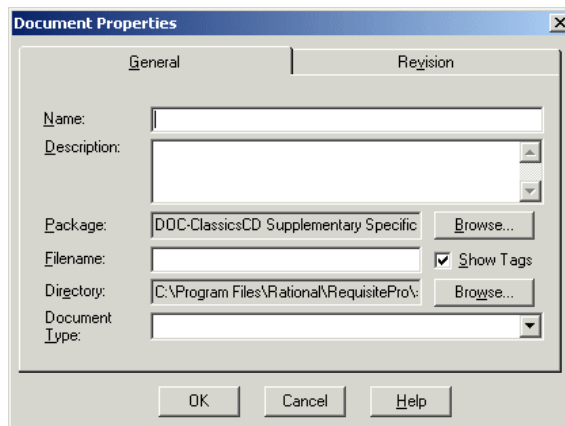 Document Properties
General Revision
Name:
Description:
Package: DOC-ClassicsCD Supplementary Specific Browse...
Filename: Show Tags
Directory: C:\Program Files\Rational\RequisitePro\: Browse...
Document
Type:
OK Cancel Help